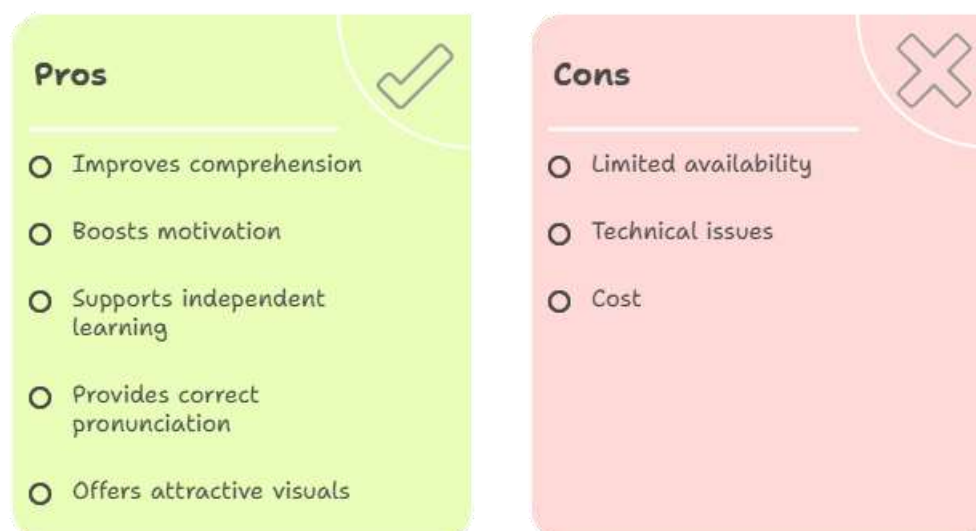 Pros
Improves comprehension
Boosts motivation
Supports independent
learning
Provides correct
pronunciation
Offers attractive visuals
Cons
Limited availability
Technical issues
Cost